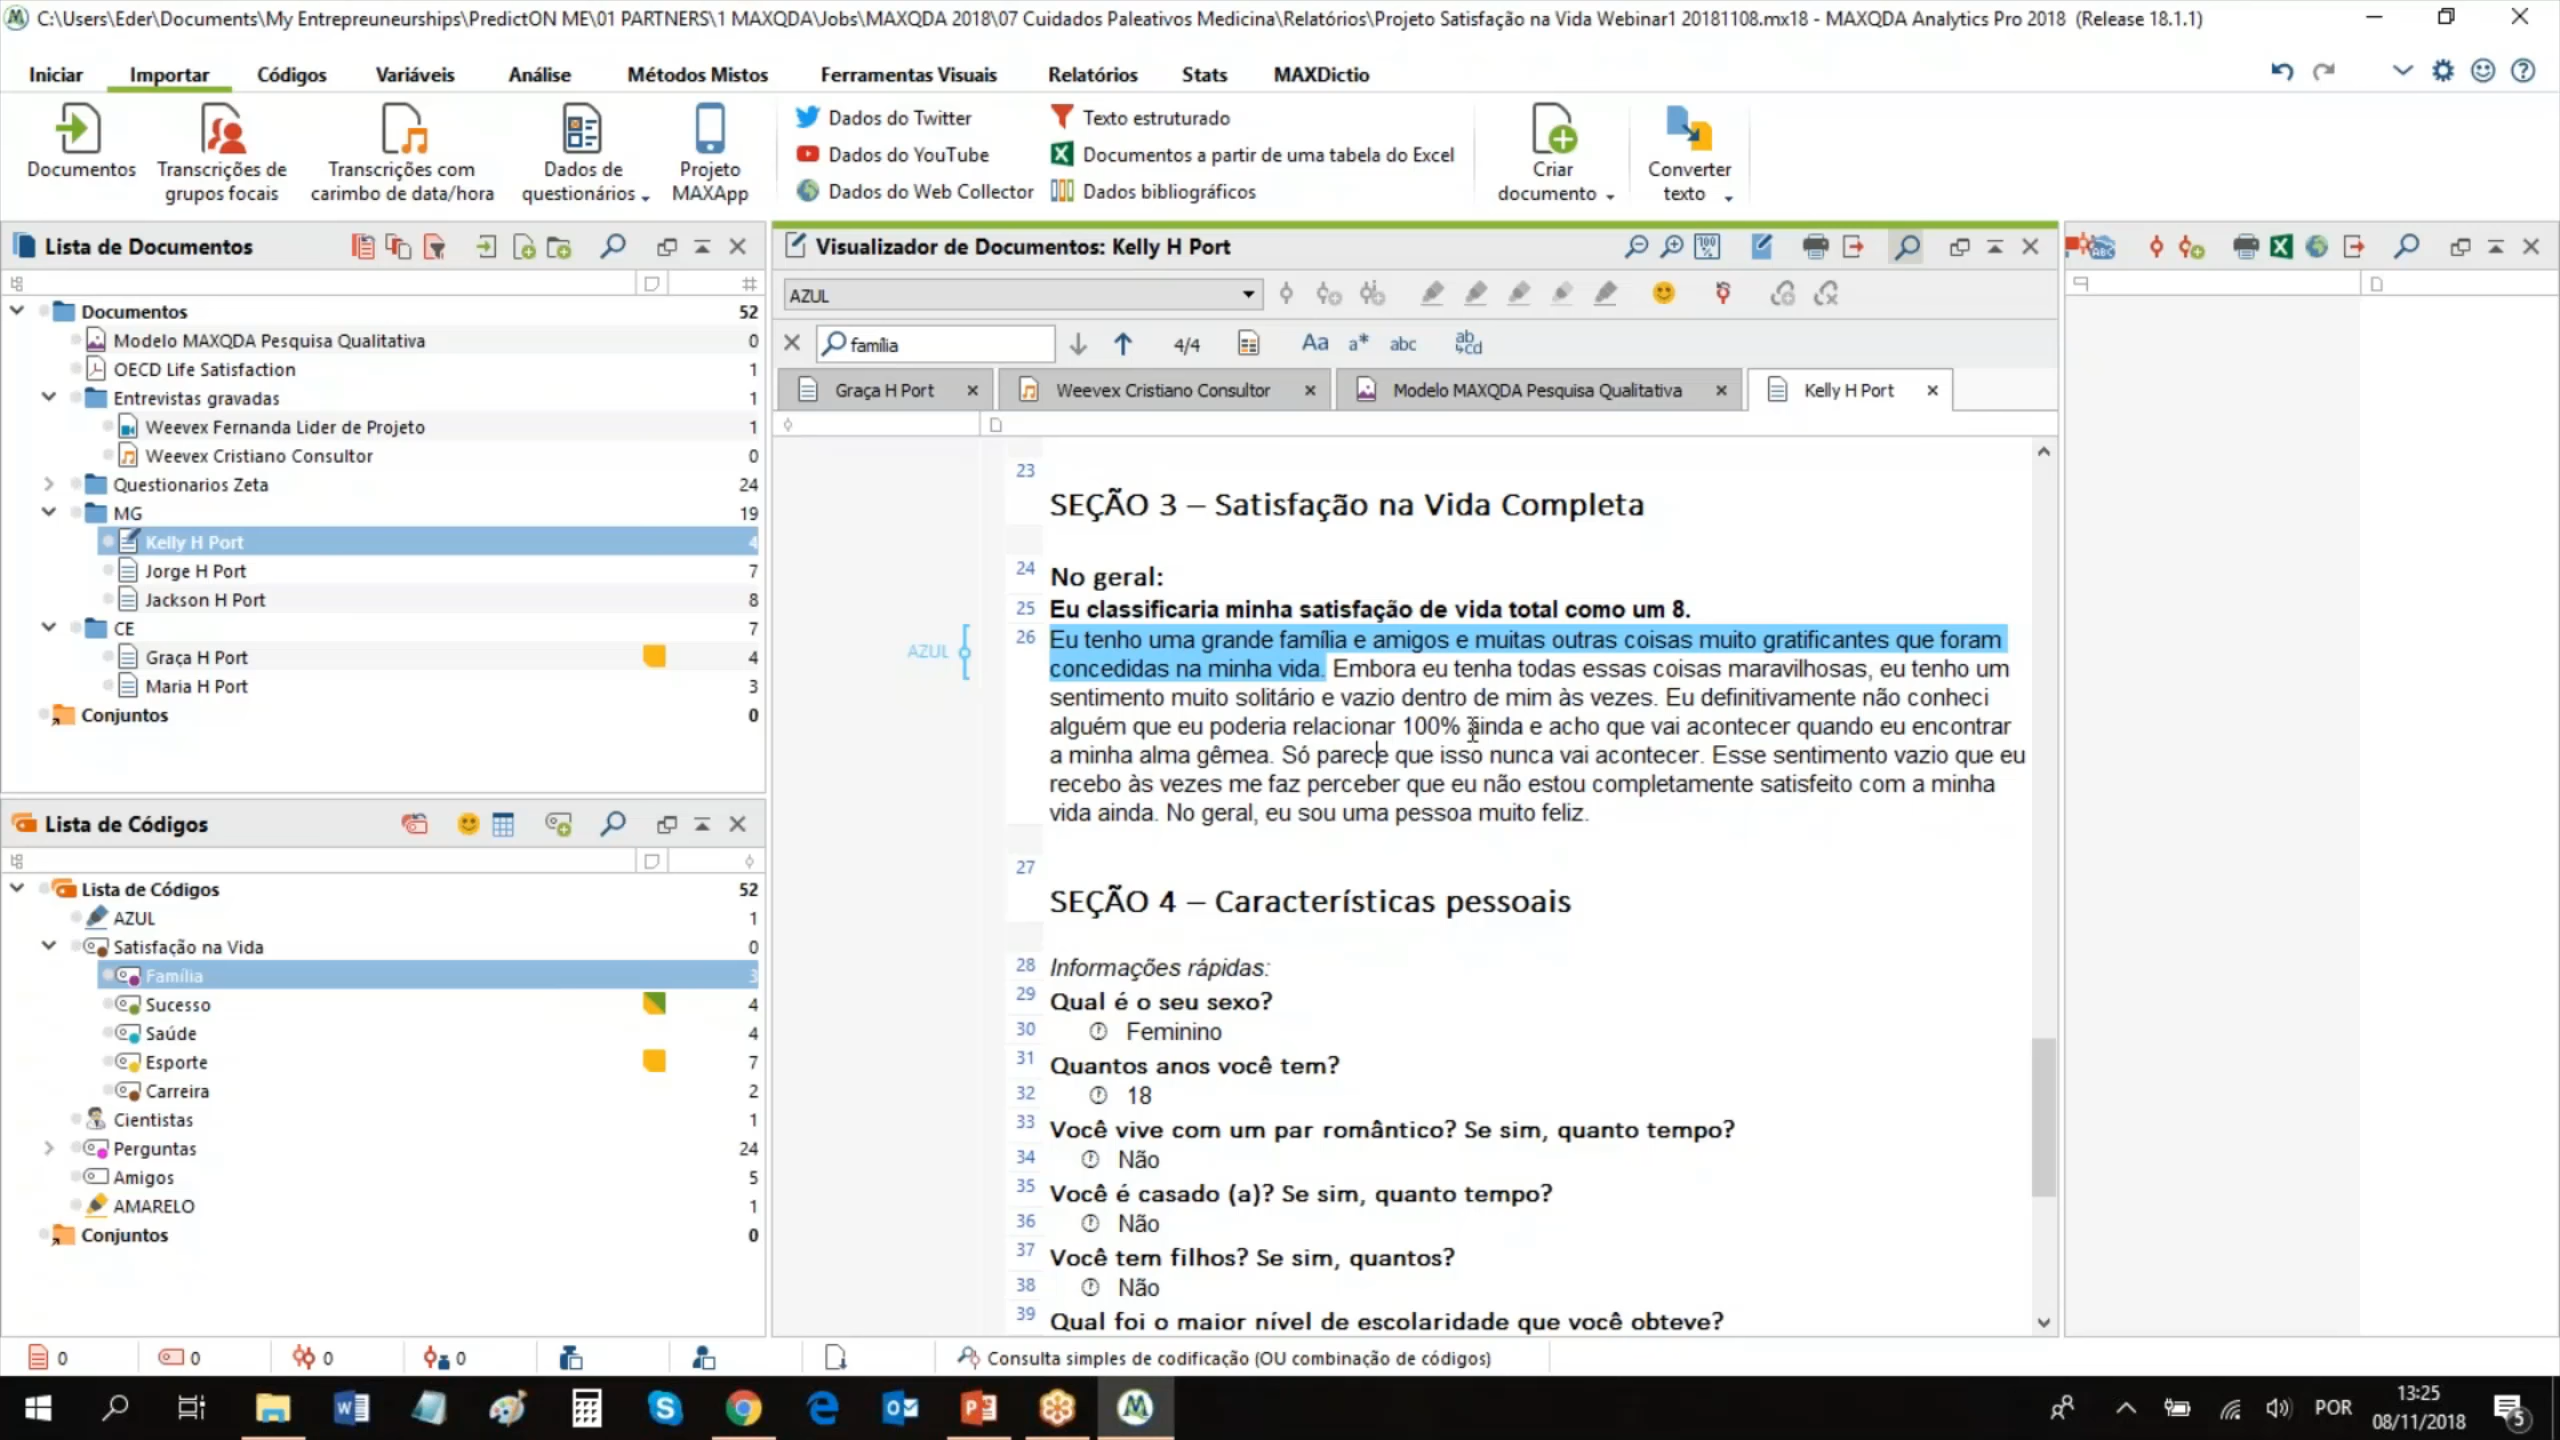 C:\Users\Eder\Documents\My Entrepreuneurships\PredictON ME\01 PARTNERS\1 MAXQDA\Jobs\MAXQDA 2018\07 Cuidados Paleativos Medicina\Relatórios\Projeto Satisfação na Vida Webinar1 20181108.mx18 - MAXQDA Analytics Pro 2018 (Release 18.1.1)
Iniciar Importar Códigos Variáveis Análise Métodos Mistos Ferramentas Visuais Relatórios Stats MAXDictio
Documentos
Transcrições de
grupos focais
Transcrições com
carimbo de data/hora
Dados de
questionários
Projeto
MAXApp
Dados do Twitter
Dados do YouTube
Dados do Web Collector
Texto estruturado
Documentos a partir de uma tabela do Excel
Dados bibliográficos
Criar
documento
Converter
texto
Lista de Documentos
Documentos 52
Modelo MAXQDA Pesquisa Qualitativa 0
OECD Life Satisfaction 1
Entrevistas gravadas 1
Weevex Fernanda Lider de Projeto 1
Weevex Cristiano Consultor 0
Questionarios Zeta 24
MG 19
Kelly H Port 4
Jorge H Port 7
Jackson H Port 8
CE 7
Graça H Port 4
Maria H Port 3
Conjuntos 0
Lista de Códigos
Lista de Códigos 52
AZUL 1
Satisfação na Vida 0
Família 3
Sucesso 4
Saúde 4
Esporte 7
Carreira 2
Cientistas 1
Perguntas 24
Amigos 5
AMARELO 1
Conjuntos 0
Visualizador de Documentos: Kelly H Port
100 %
ABC
AZUL
família 4/4 Aa a* abc ab cd
Graça H Port Weevex Cristiano Consultor Modelo MAXQDA Pesquisa Qualitativa Kelly H Port
23
SEÇÃO 3 – Satisfação na Vida Completa
24 No geral:
25 Eu classificaria minha satisfação de vida total como um 8.
AZUL
26 Eu tenho uma grande família e amigos e muitas outras coisas muito gratificantes que foram
concedidas na minha vida. Embora eu tenha todas essas coisas maravilhosas, eu tenho um
sentimento muito solitário e vazio dentro de mim às vezes. Eu definitivamente não conheci
alguém que eu poderia relacionar 100% ainda e acho que vai acontecer quando eu encontrar
a minha alma gêmea. Só parece que isso nunca vai acontecer. Esse sentimento vazio que eu
recebo às vezes me faz perceber que eu não estou completamente satisfeito com a minha
vida ainda. No geral, eu sou uma pessoa muito feliz.
27
SEÇÃO 4 – Características pessoais
28 Informações rápidas:
29 Qual é o seu sexo?
30 Feminino
31 Quantos anos você tem?
32 18
33 Você vive com um par romântico? Se sim, quanto tempo?
34 Não
35 Você é casado (a)? Se sim, quanto tempo?
36 Não
37 Você tem filhos? Se sim, quantos?
38 Não
39 Qual foi o maior nível de escolaridade que você obteve?
0 0 0 0
Consulta simples de codificação (OU combinação de códigos)
POR
13:25
08/11/2018
5